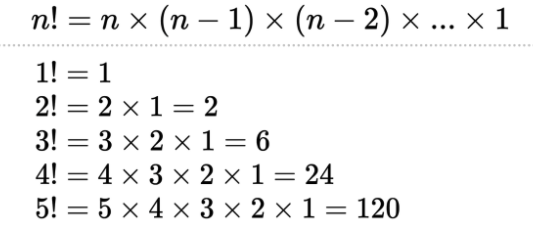 n! = n × (n − 1) × (n − 2) × ... × 1
1! = 1
2! = 2 × 1 = 2
3! = 3 × 2 × 1 = 6
4! = 4 × 3 × 2 × 1 = 24
5! = 5 × 4 × 3 × 2 × 1 = 120